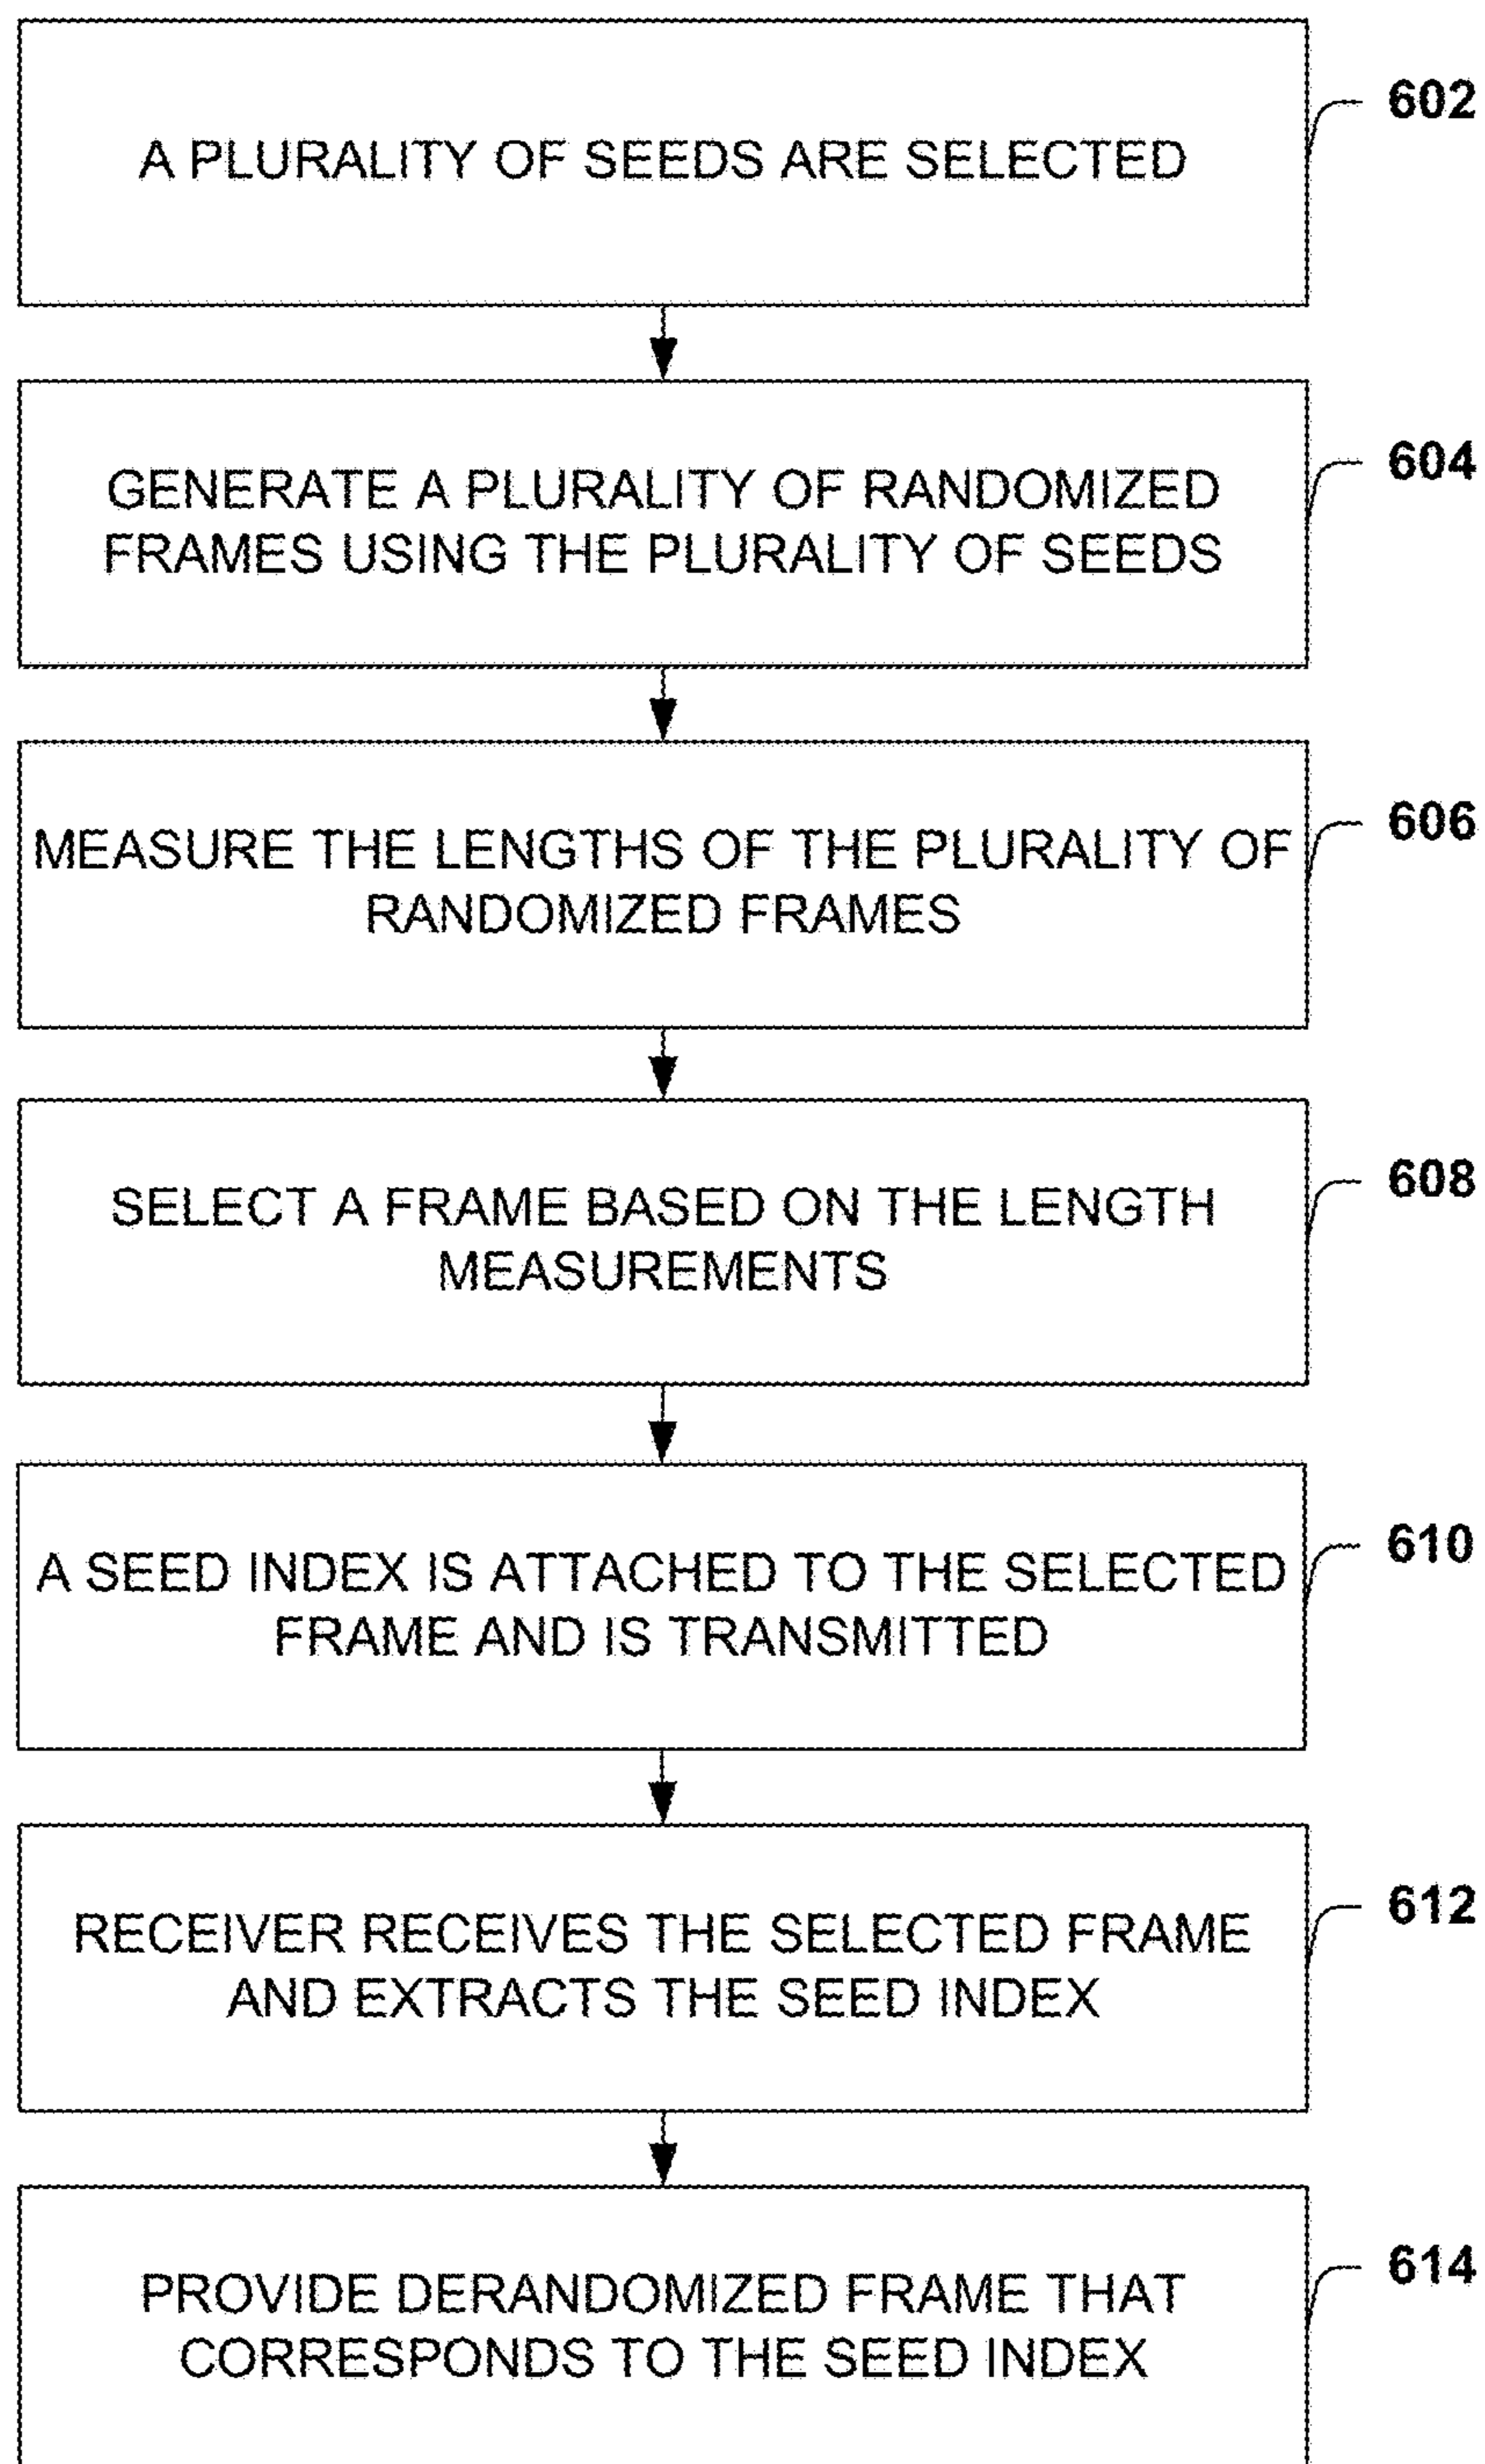 A PLURALITY OF SEEDS ARE SELECTED
602
GENERATE A PLURALITY OF RANDOMIZED
FRAMES USING THE PLURALITY OF SEEDS
604
MEASURE THE LENGTHS OF THE PLURALITY OF
RANDOMIZED FRAMES
606
SELECT A FRAME BASED ON THE LENGTH
MEASUREMENTS
608
A SEED INDEX IS ATTACHED TO THE SELECTED
FRAME AND IS TRANSMITTED
610
RECEIVER RECEIVES THE SELECTED FRAME
AND EXTRACTS THE SEED INDEX
612
PROVIDE DERANDOMIZED FRAME THAT
CORRESPONDS TO THE SEED INDEX
614